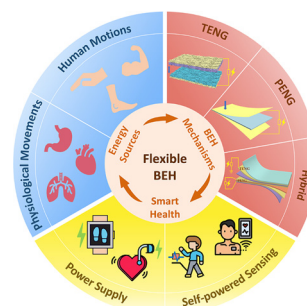 Human Motions
Physiological Movements
TENG
PENG
Hybrid
Energy
Sources
BEH
Mechanisms
Flexible
BEH
Smart
Health
Power Supply
Self-powered Sensing